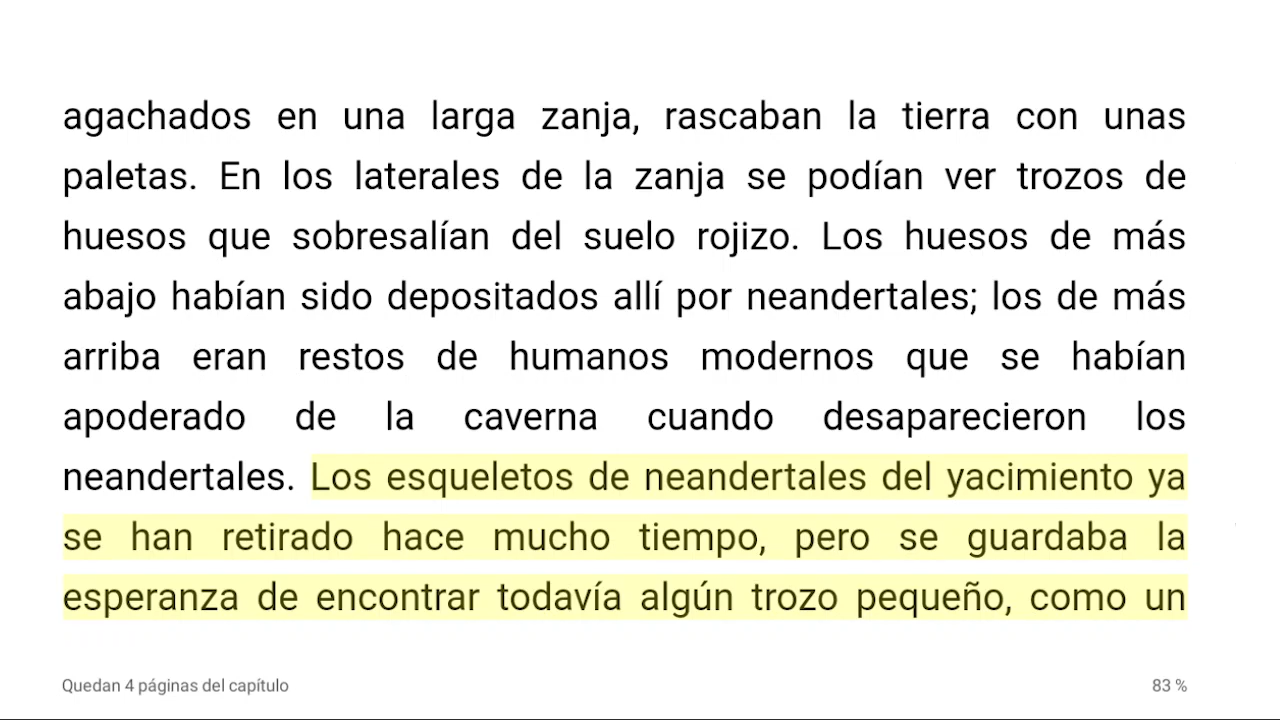 agachados en una larga zanja, rascaban la tierra con unas
paletas. En los laterales de la zanja se podían ver trozos de
huesos que sobresalían del suelo rojizo. Los huesos de más
abajo habían sido depositados allí por neandertales; los de más
arriba eran restos de humanos modernos que se habían
apoderado de la caverna cuando desaparecieron los
neandertales. Los esqueletos de neandertales del yacimiento ya
se han retirado hace mucho tiempo, pero se guardaba la
esperanza de encontrar todavía algún trozo pequeño, como un
Quedan 4 páginas del capítulo
83 %